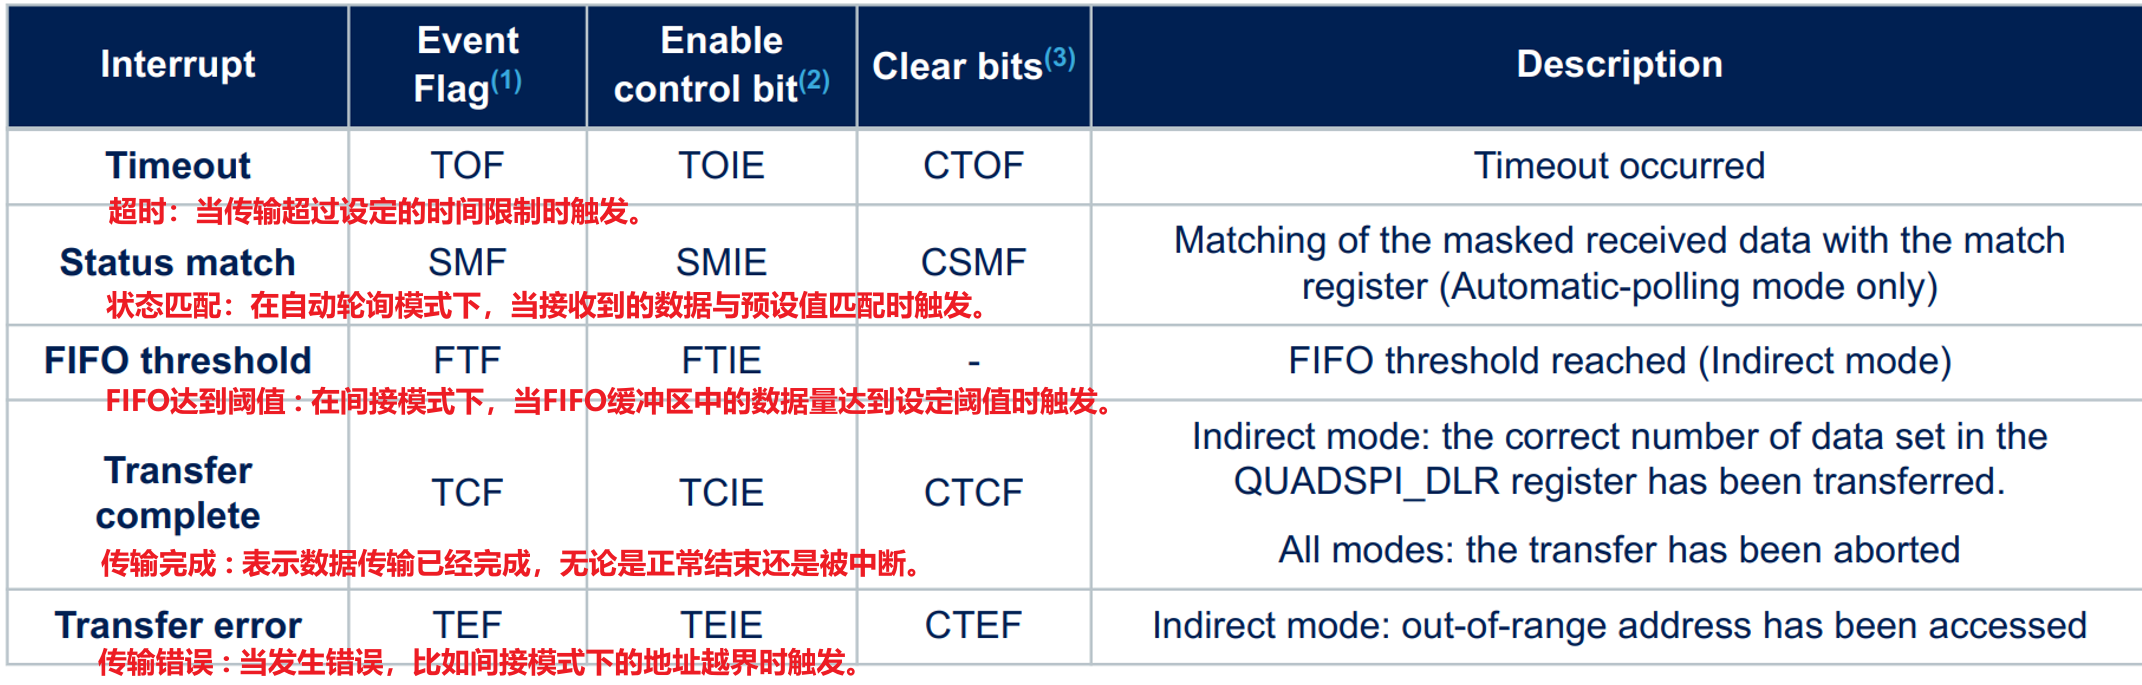 Interrupt
Event
Flag(1)
Enable
control bit(2)
Clear bits(3)
Description
Timeout
TOF
TOIE
CTOF
Timeout occurred
超时：当传输超过设定的时间限制时触发。
Status match
SMF
SMIE
CSMF
Matching of the masked received data with the match
register (Automatic-polling mode only)
状态匹配：在自动轮询模式下，当接收到的数据与预设值匹配时触发。
FIFO threshold
FTF
FTIE
-
FIFO threshold reached (Indirect mode)
FIFO达到阈值：在间接模式下，当FIFO缓冲区中的数据量达到设定阈值时触发。
Transfer
complete
TCF
TCIE
CTCF
Indirect mode: the correct number of data set in the
QUADSPI_DLR register has been transferred.
All modes: the transfer has been aborted
传输完成：表示数据传输已经完成，无论是正常结束还是被中断。
Transfer error
TEF
TEIE
CTEF
Indirect mode: out-of-range address has been accessed
传输错误：当发生错误，比如间接模式下的地址越界时触发。